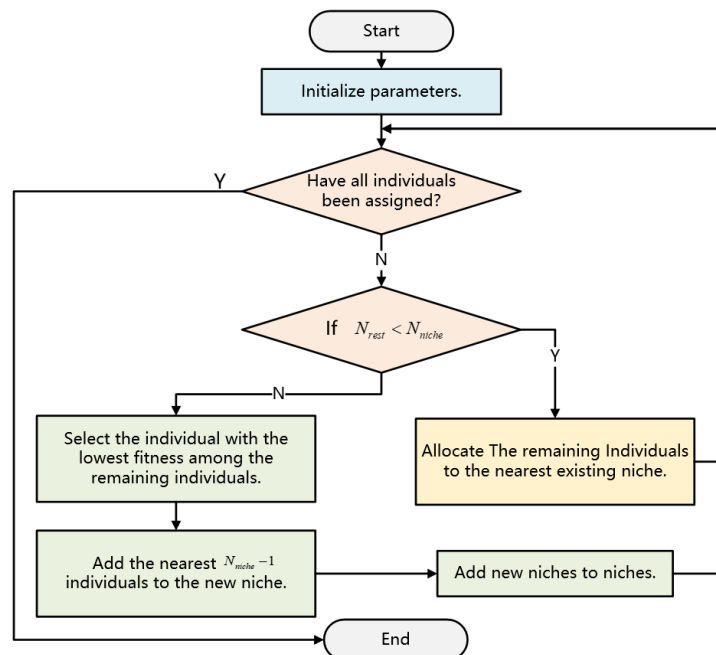 Start
Initialize parameters.
Have all individuals
been assigned?
Y
N
If N_rest < N_niche
N
Y
Select the individual with the
lowest fitness among the
remaining individuals.
Allocate The remaining Individuals
to the nearest existing niche.
Add the nearest N_niche −1
individuals to the new niche.
Add new niches to niches.
End